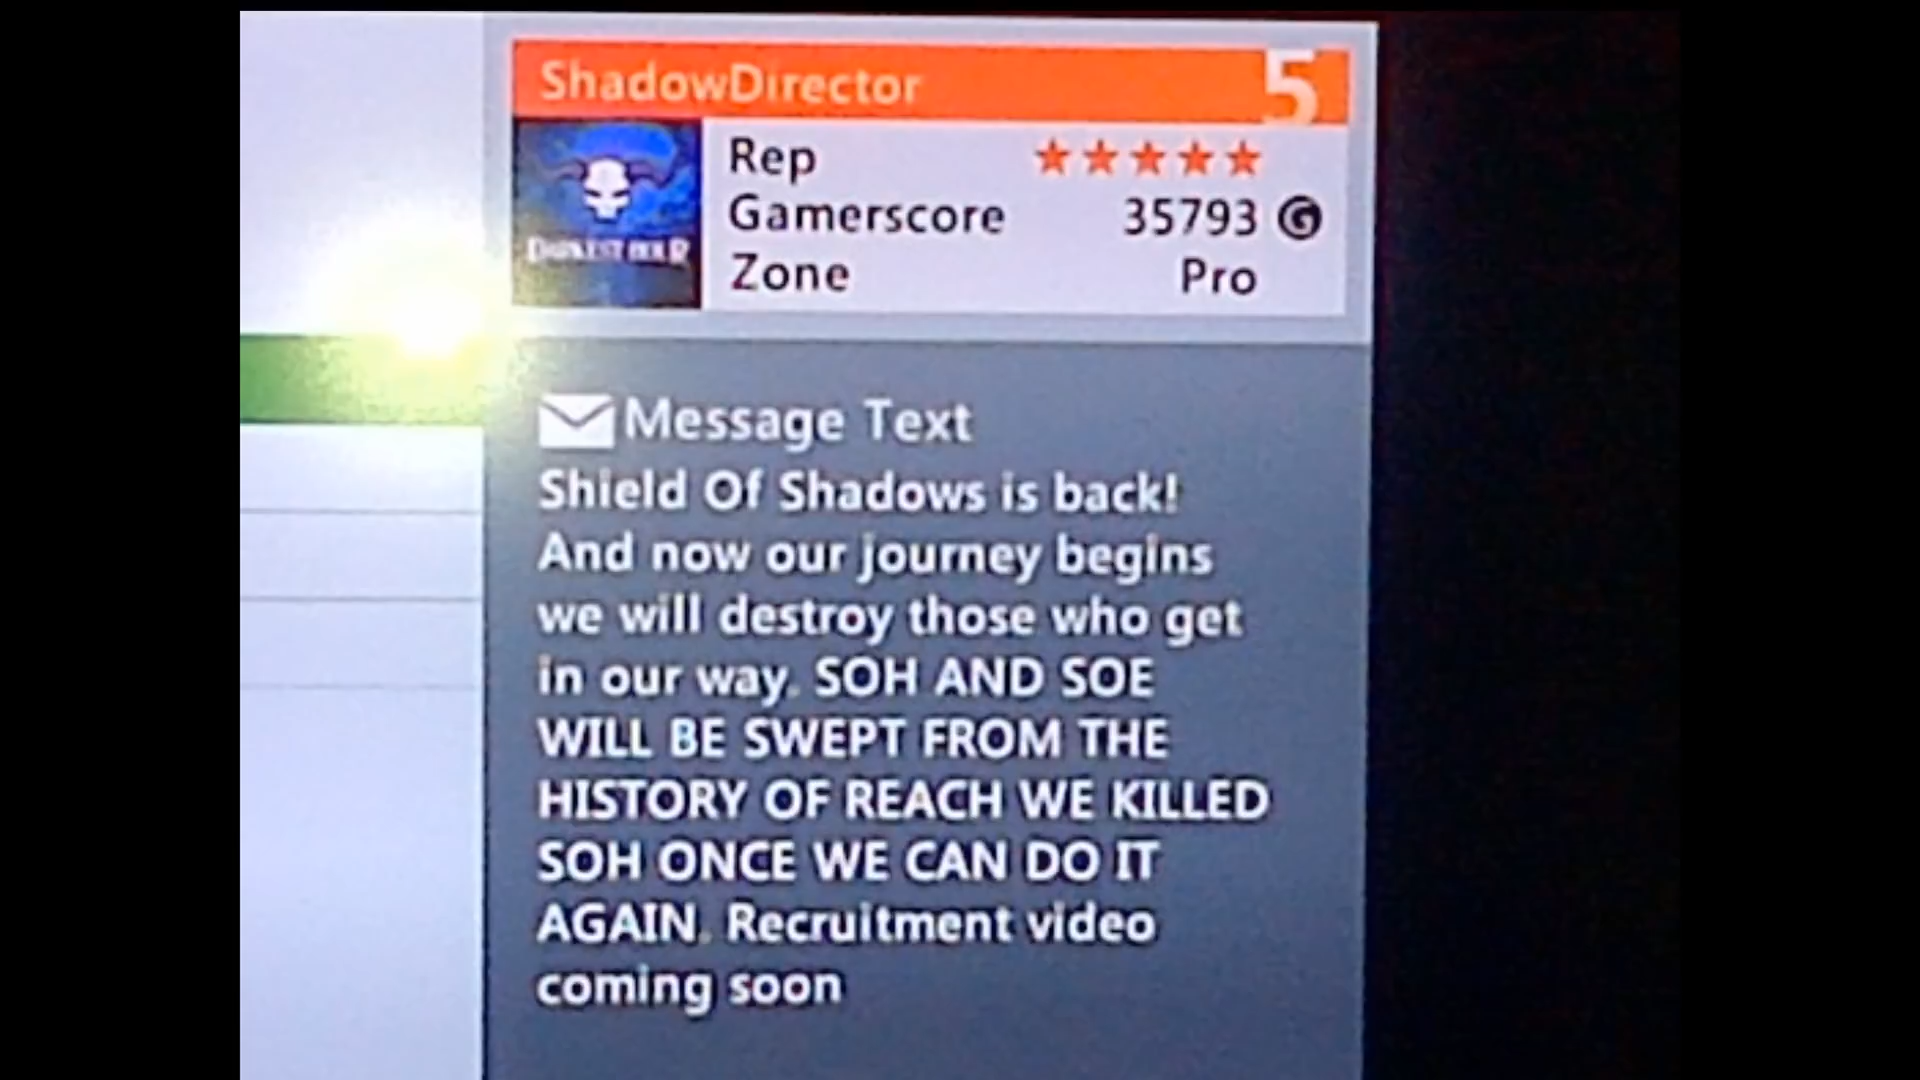 ShadowDirector 5
Rep
Gamerscore 35793 G
Zone Pro
DARKEST HOUR
Message Text
Shield Of Shadows is back!
And now our journey begins
we will destroy those who get
in our way. SOH AND SOE
WILL BE SWEPT FROM THE
HISTORY OF REACH WE KILLED
SOH ONCE WE CAN DO IT
AGAIN. Recruitment video
coming soon